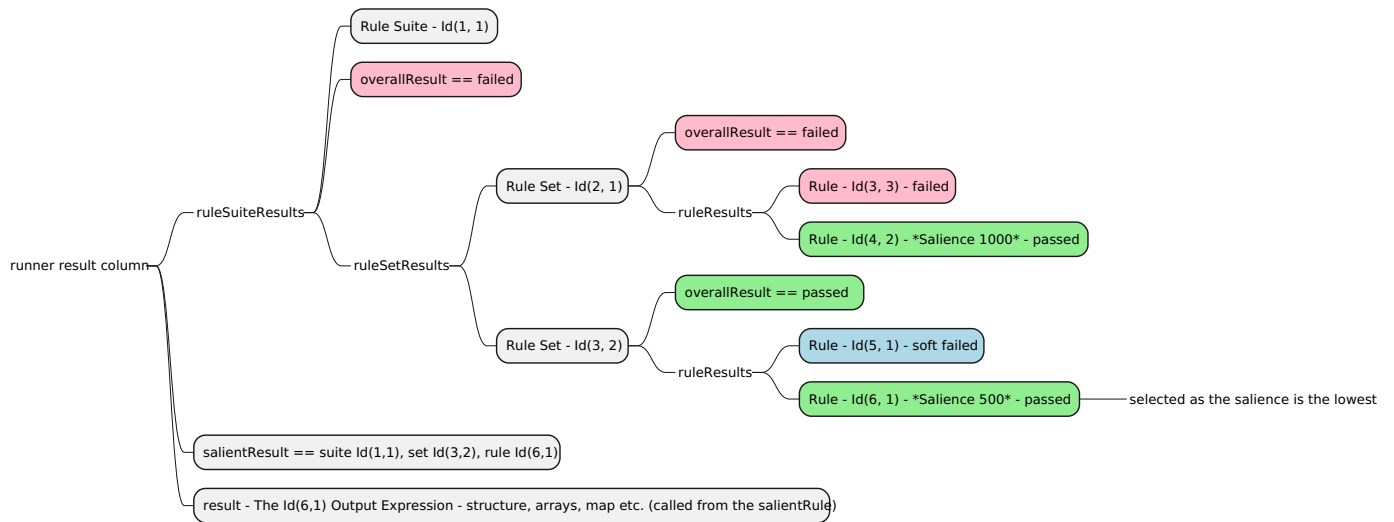 Rule Suite - Id(1, 1)
overallResult == failed
overallResult == failed
Rule Set - Id(2, 1)
Rule - Id(3, 3) - failed
ruleSuiteResults
ruleResults
Rule - Id(4, 2) - *Salience 1000* - passed
runner result column
ruleSetResults
overallResult == passed
Rule Set - Id(3, 2)
Rule - Id(5, 1) - soft failed
ruleResults
Rule - Id(6, 1) - *Salience 500* - passed
selected as the salience is the lowest
salientResult == suite Id(1,1), set Id(3,2), rule Id(6,1)
result - The Id(6,1) Output Expression - structure, arrays, map etc. (called from the salientRule)